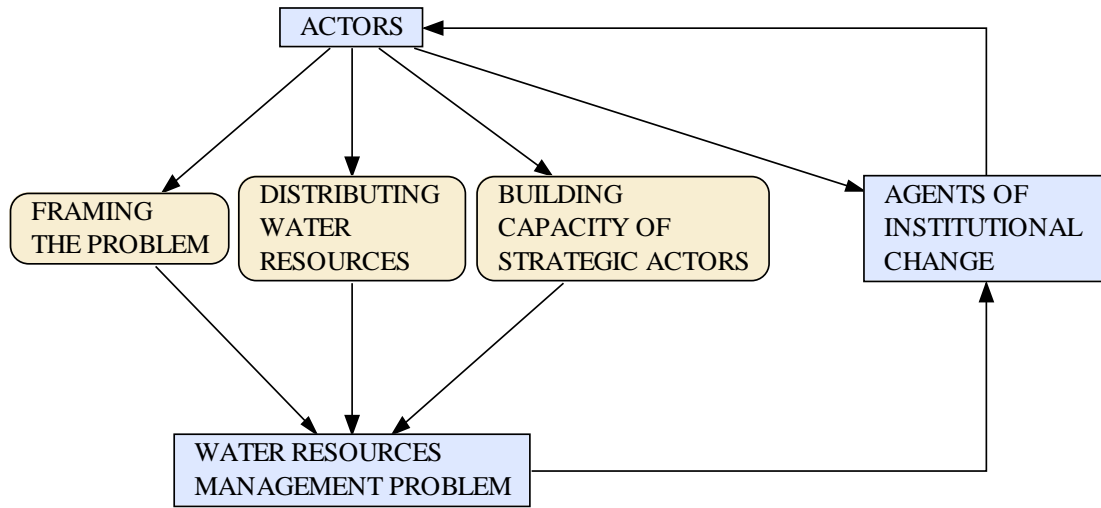 ACTORS
FRAMING
THE PROBLEM
DISTRIBUTING
WATER
RESOURCES
BUILDING
CAPACITY OF
STRATEGIC ACTORS
AGENTS OF
INSTITUTIONAL
CHANGE
WATER RESOURCES
MANAGEMENT PROBLEM